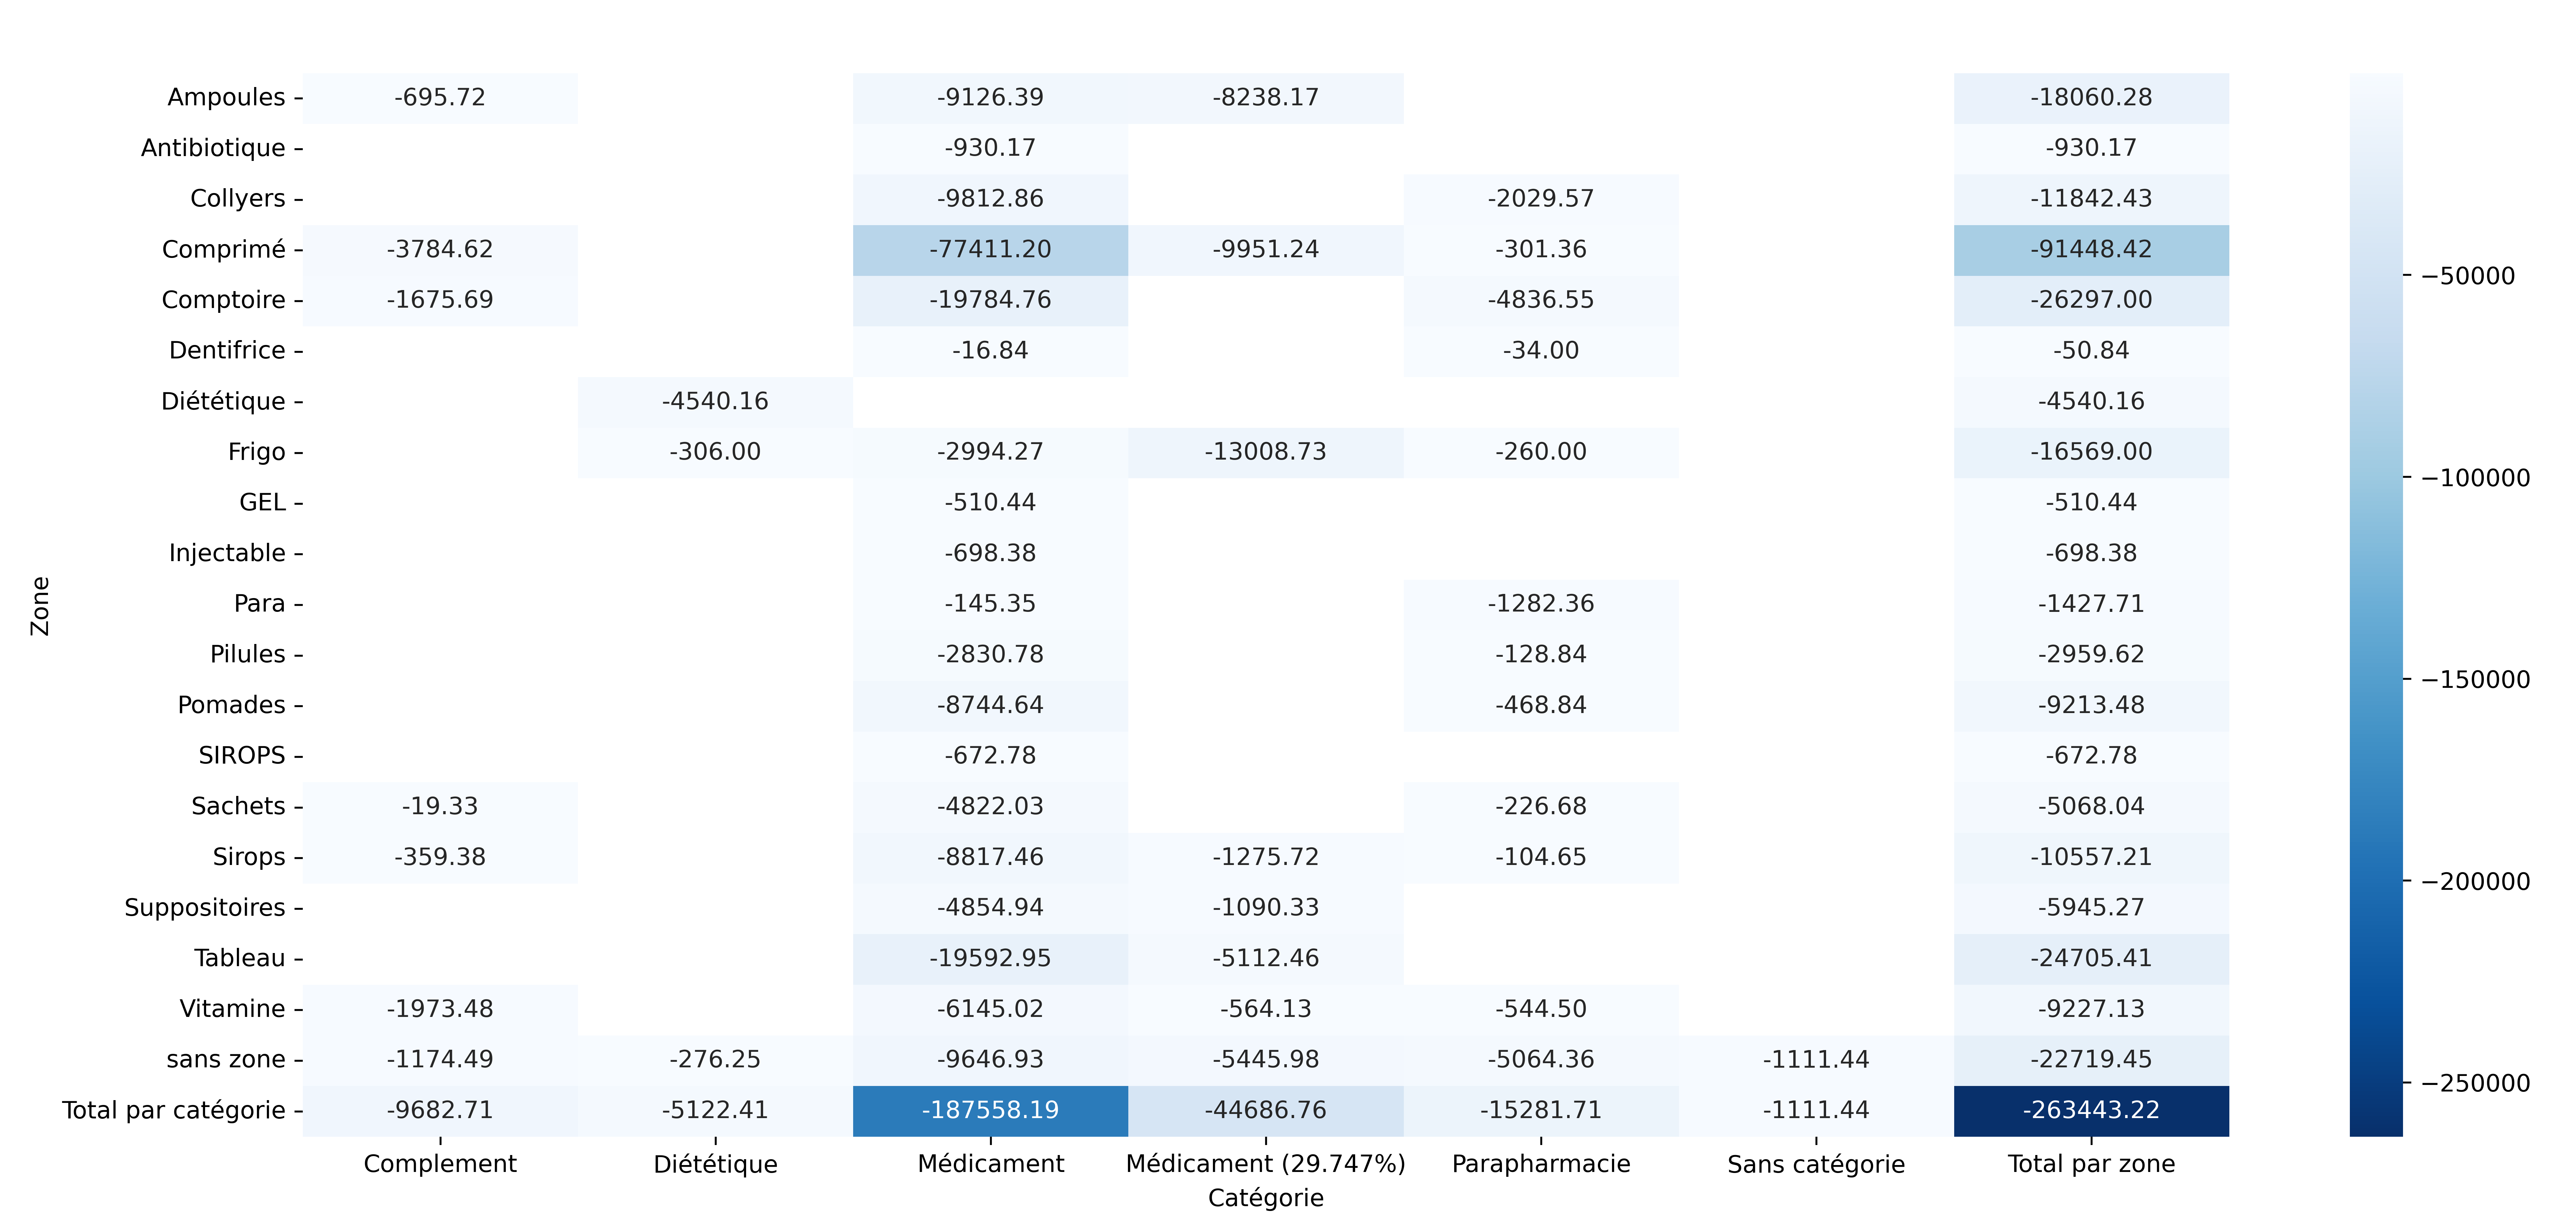 Ampoules -695.72 -9126.39 -8238.17 -18060.28
Antibiotique -930.17 -930.17
Collyers -9812.86 -2029.57 -11842.43
Comprimé -3784.62 -77411.20 -9951.24 -301.36 -91448.42
−50000
Comptoire -1675.69 -19784.76 -4836.55 -26297.00
Dentifrice -16.84 -34.00 -50.84
Diététique -4540.16 -4540.16
Frigo -306.00 -2994.27 -13008.73 -260.00 -16569.00
−100000
GEL -510.44 -510.44
Injectable -698.38 -698.38
Zone
Para -145.35 -1282.36 -1427.71
Pilules -2830.78 -128.84 -2959.62
−150000
Pomades -8744.64 -468.84 -9213.48
SIROPS -672.78 -672.78
Sachets -19.33 -4822.03 -226.68 -5068.04
Sirops -359.38 -8817.46 -1275.72 -104.65 -10557.21
−200000
Suppositoires -4854.94 -1090.33 -5945.27
Tableau -19592.95 -5112.46 -24705.41
Vitamine -1973.48 -6145.02 -564.13 -544.50 -9227.13
sans zone -1174.49 -276.25 -9646.93 -5445.98 -5064.36 -1111.44 -22719.45
−250000
Total par catégorie -9682.71 -5122.41 -187558.19 -44686.76 -15281.71 -1111.44 -263443.22
Complement Diététique Médicament Médicament (29.747%) Parapharmacie Sans catégorie Total par zone
Catégorie